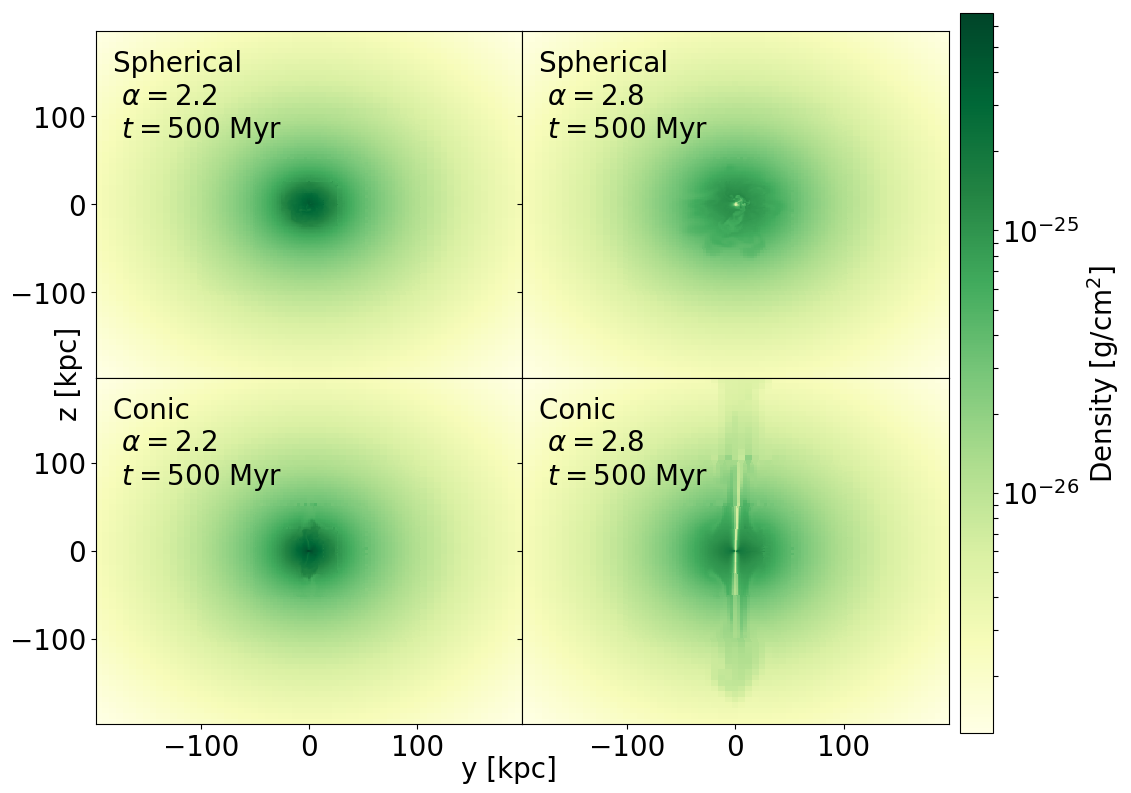 Spherical
α = 2.2
t = 500 Myr
Spherical
α = 2.8
t = 500 Myr
100
0
−100
Conic
α = 2.2
t = 500 Myr
Conic
α = 2.8
t = 500 Myr
100
0
−100
z [kpc]
−100
0
100
−100
0
100
y [kpc]
10⁻²⁵
10⁻²⁶
Density [g/cm²]